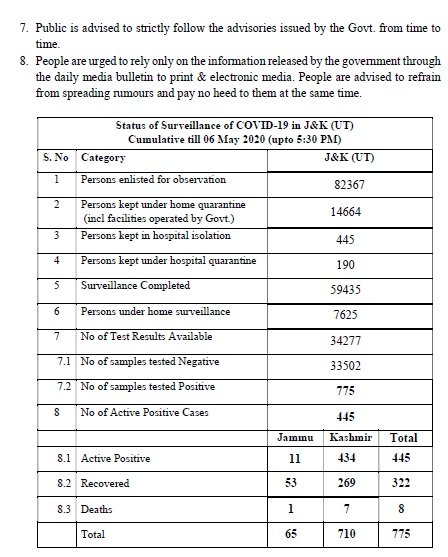 7. Public is advised to strictly follow the advisories issued by the Govt. from time to
time.
8. People are urged to rely only on the information released by the government through
the daily media bulletin to print & electronic media. People are advised to refrain
from spreading rumours and pay no heed to them at the same time.
Status of Surveillance of COVID-19 in J&K (UT)
Cumulative till 06 May 2020 (upto 5:30 PM)
S. No Category J&K (UT)
1 Persons enlisted for observation 82367
2 Persons kept under home quarantine
(incl facilities operated by Govt.) 14664
3 Persons kept in hospital isolation 445
4 Persons kept under hospital quarantine 190
5 Surveillance Completed 59435
6 Persons under home surveillance 7625
7 No of Test Results Available 34277
7.1 No of samples tested Negative 33502
7.2 No of samples tested Positive 775
8 No of Active Positive Cases 445
Jammu Kashmir Total
8.1 Active Positive 11 434 445
8.2 Recovered 53 269 322
8.3 Deaths 1 7 8
Total 65 710 775